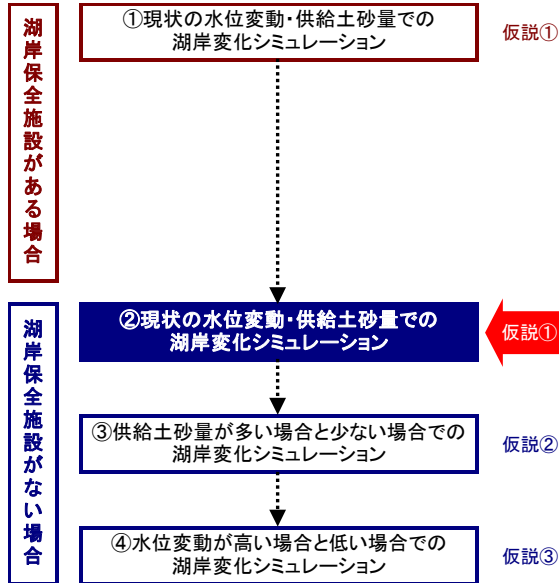 湖岸保全施設がある場合
①現状の水位変動・供給土砂量での
湖岸変化シミュレーション
仮説①
湖岸保全施設がない場合
②現状の水位変動・供給土砂量での
湖岸変化シミュレーション
仮説①
③供給土砂量が多い場合と少ない場合での
湖岸変化シミュレーション
仮説②
④水位変動が高い場合と低い場合での
湖岸変化シミュレーション
仮説③